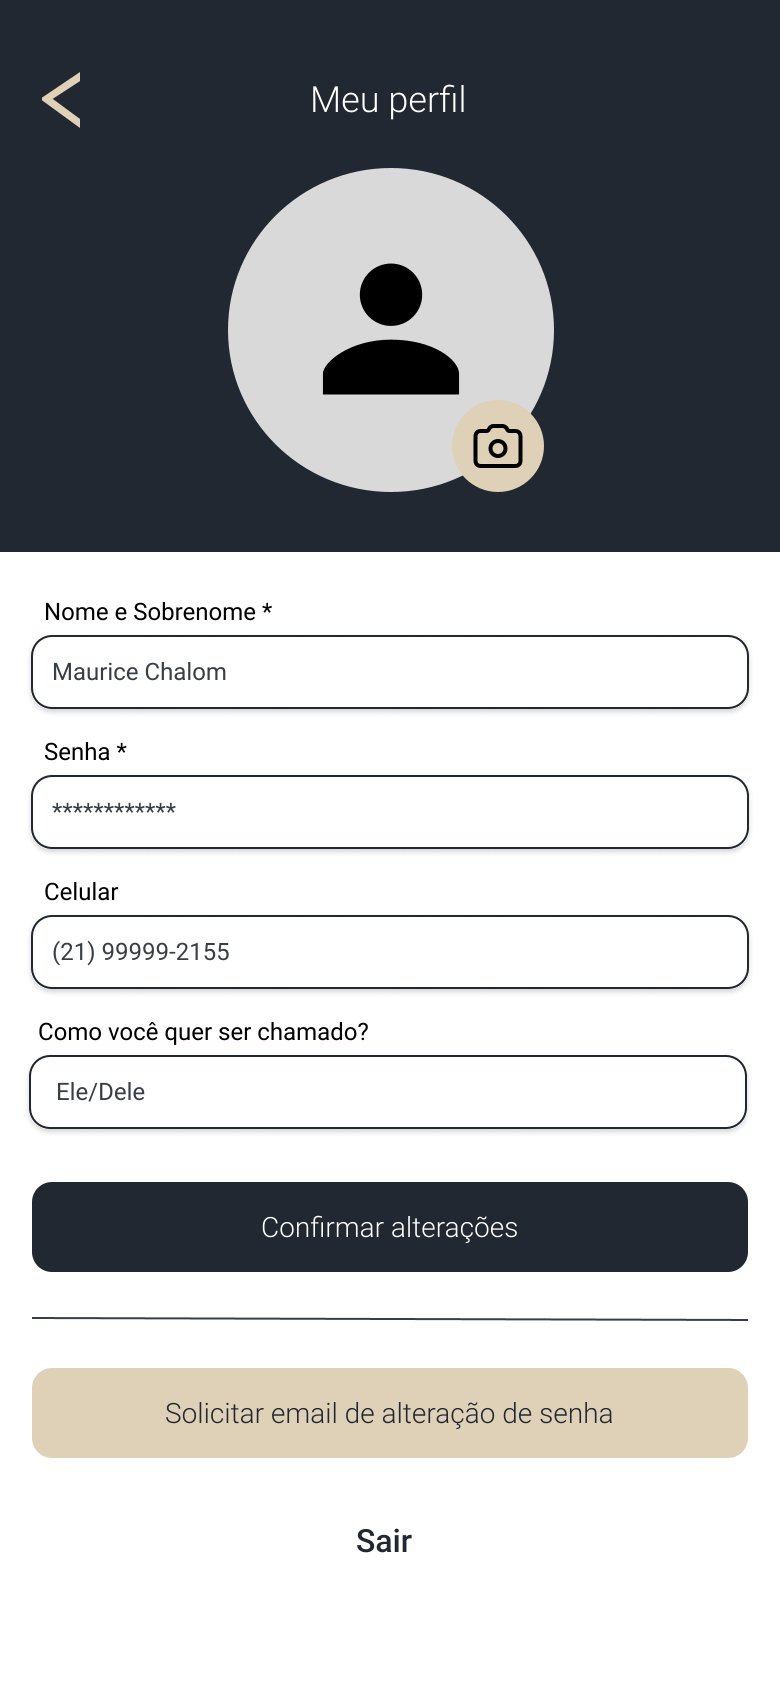 Meu perfil
Nome e Sobrenome *
Maurice Chalom
Senha *
************
Celular
(21) 99999-2155
Como você quer ser chamado?
Ele/Dele
Confirmar alterações
Solicitar email de alteração de senha
Sair